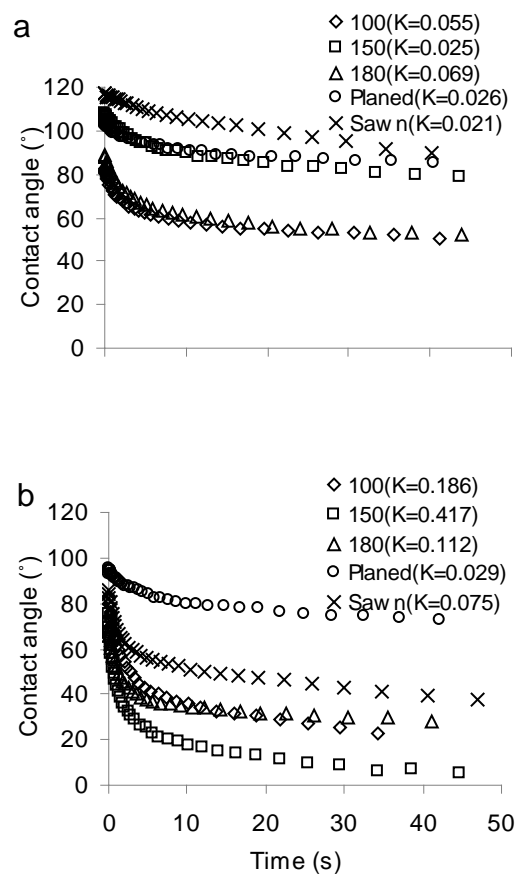 a
100(K=0.055)
150(K=0.025)
180(K=0.069)
Planed(K=0.026)
Sawn(K=0.021)
120
100
80
60
40
20
0
Contact angle (°)
b
100(K=0.186)
150(K=0.417)
180(K=0.112)
Planed(K=0.029)
Sawn(K=0.075)
120
100
80
60
40
20
0
Contact angle (°)
0 10 20 30 40 50
Time (s)